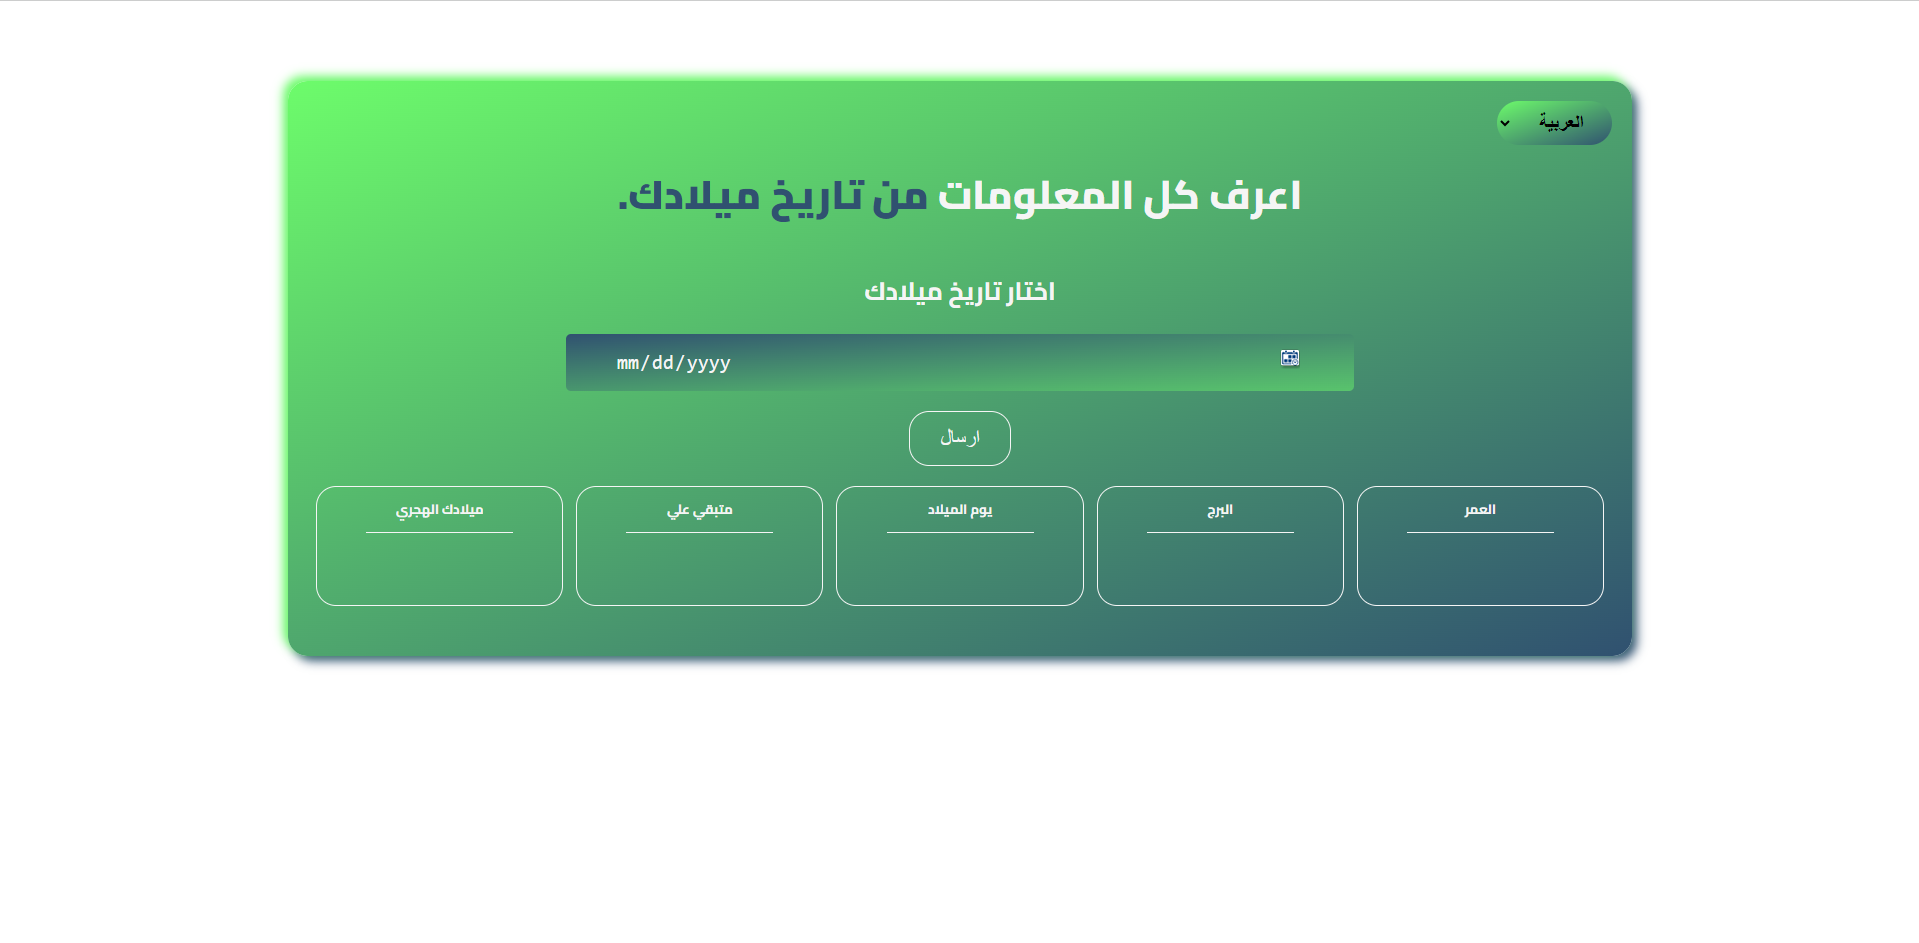 العربية
اعرف كل المعلومات من تاريخ ميلادك.
اختار تاريخ ميلادك
mm/dd/yyyy
ارسال
العمر
البرج
يوم الميلاد
متبقي علي
ميلادك الهجري